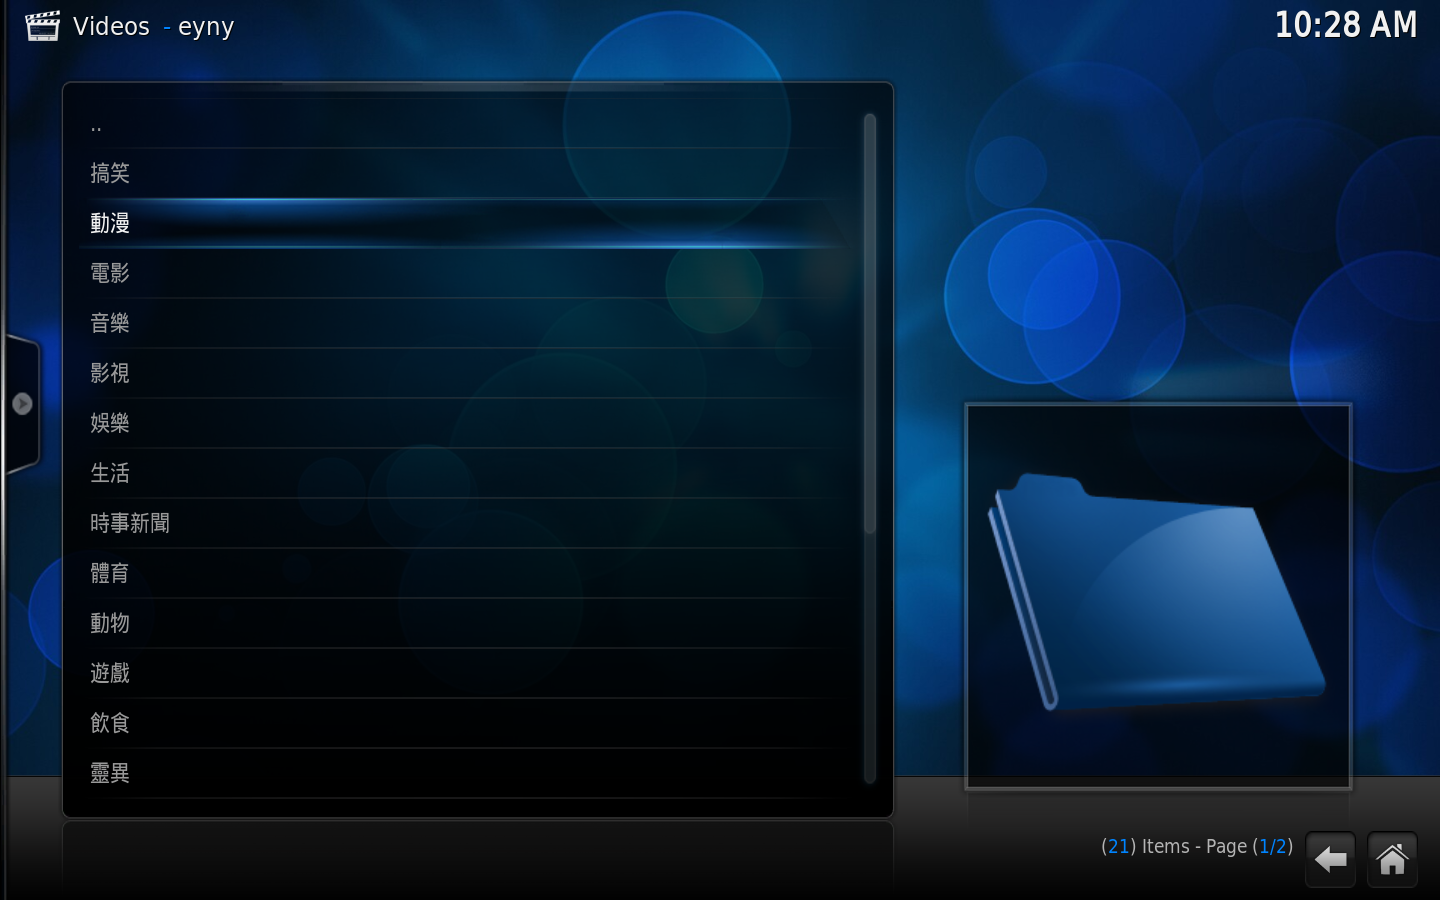 Videos - eyny
10:28 AM
..
搞笑
動漫
電影
音樂
影視
娛樂
生活
時事新聞
體育
動物
遊戲
飲食
靈異
(21) Items - Page (1/2)